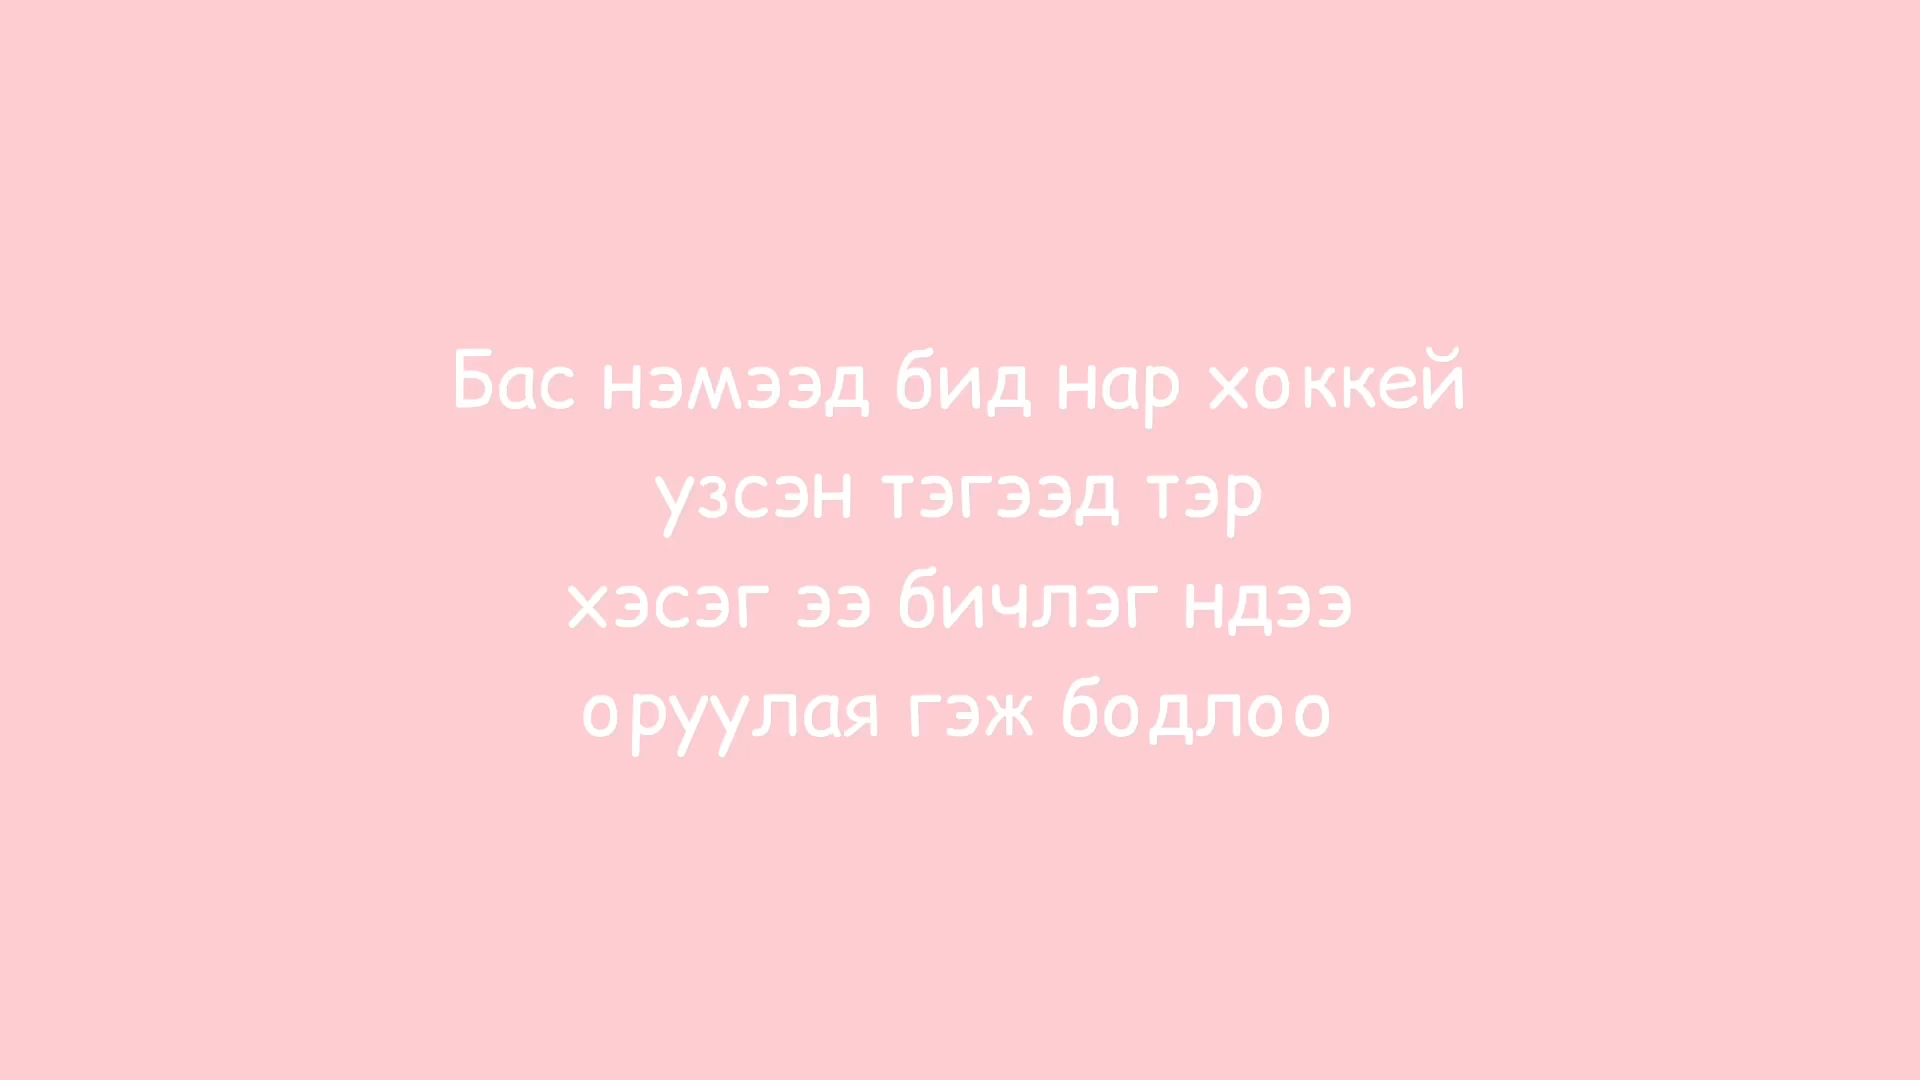 Бас нэмээд бид нар хоккей
узсэн тэгээд тэр
хэсэг ээ бичлэг ндээ
оруулая гэж бодлоо